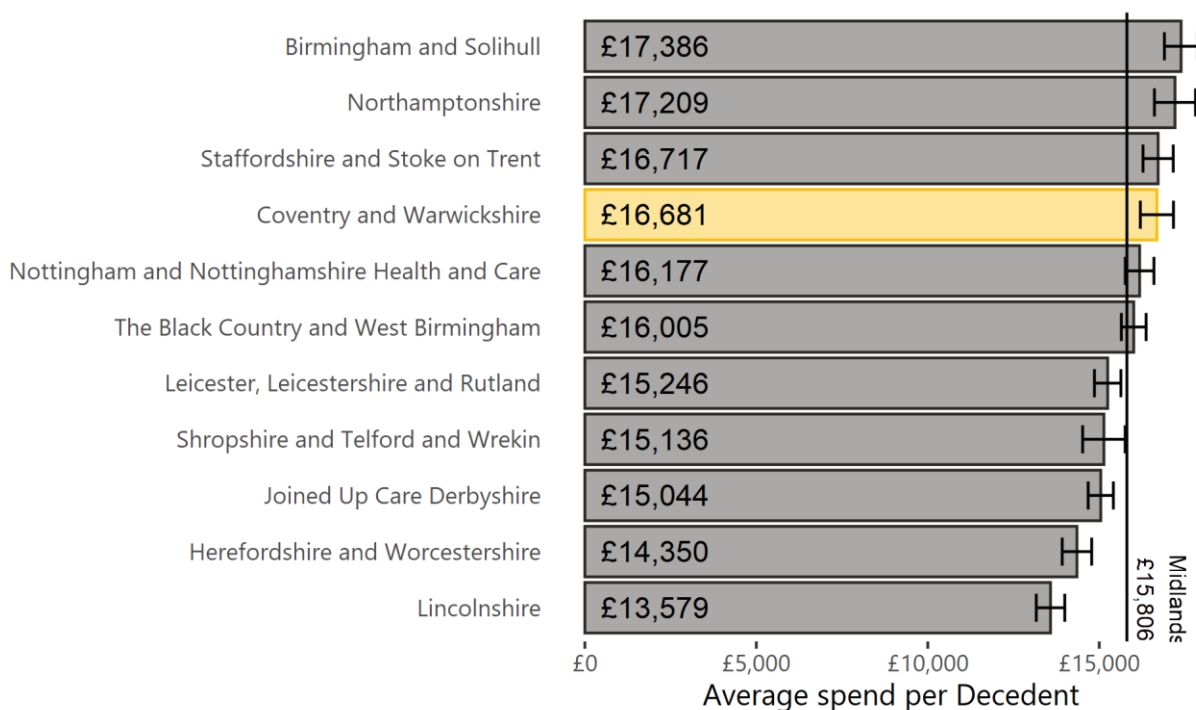 Birmingham and Solihull £17,386
Northamptonshire £17,209
Staffordshire and Stoke on Trent £16,717
Coventry and Warwickshire £16,681
Nottingham and Nottinghamshire Health and Care £16,177
The Black Country and West Birmingham £16,005
Leicester, Leicestershire and Rutland £15,246
Shropshire and Telford and Wrekin £15,136
Joined Up Care Derbyshire £15,044
Herefordshire and Worcestershire £14,350
Lincolnshire £13,579
Midlands
£15,806
£0 £5,000 £10,000 £15,000
Average spend per Decedent